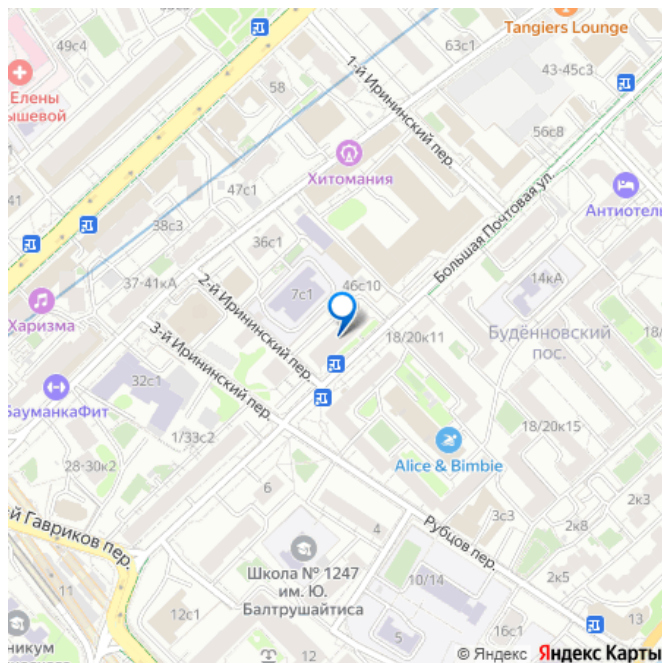 Tangiers Lounge
49с4
63с1
43-45с3
58
1-й Ирининский пер.
Елены
ышевой
56с8
Хитомания
47с1
Антиотель
41
38с3
36с1
Большая Почтовая ул.
37-41кА
2-й Ирининский пер.
7с1
46с10
14кА
Харизма
3-й Ирининский пер.
18/20к11
Будённовский
пос.
32с1
БауманкаФит
1/33с2
18/20к15
28-30к2
Alice & Bimbie
6
2к3
3с3
4
2к8
й Гавриков пер.
Рубцов пер.
Школа № 1247
им. Ю.
Балтрушайтиса
11
10/14
2к5
12с1
16с1
13
никум
5
12
© Яндекс Яндекс Карты